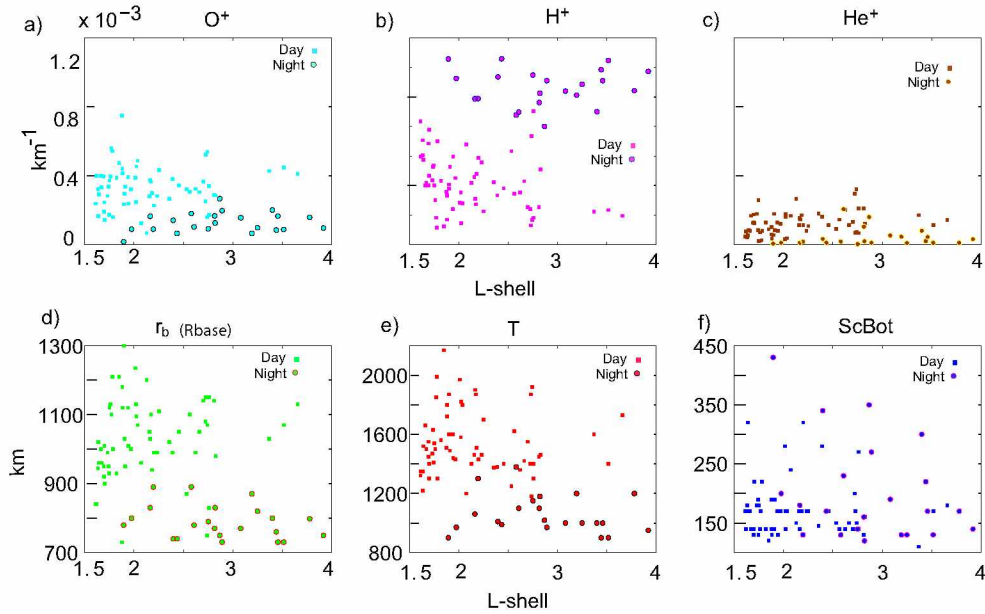 a) x 10⁻³ O⁺
b) H⁺
c) He⁺
Day
Night
1.2
0.8
0.4
0
km⁻¹
1.5 2 3 4
Day
Night
1.5 2 3 4
L-shell
Day
Night
1.5 2 3 4
d) r_b (Rbase)
e) T
f) ScBot
Day
Night
1300
1100
900
700
km
1.5 2 3 4
Day
Night
2000
1600
1200
800
1.5 2 3 4
L-shell
Day
Night
450
350
250
150
1.5 2 3 4